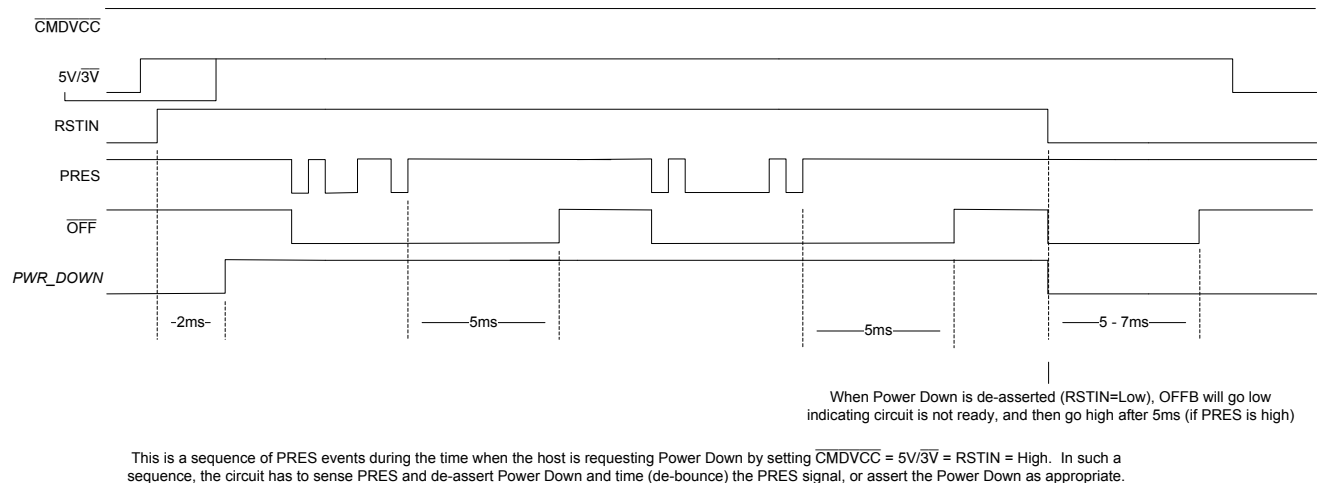 CMDVCC
5V/3V
RSTIN
PRES
OFF
PWR_DOWN
2ms
5ms
5ms
5 - 7ms
When Power Down is de-asserted (RSTIN=Low), OFFB will go low
indicating circuit is not ready, and then go high after 5ms (if PRES is high)
This is a sequence of PRES events during the time when the host is requesting Power Down by setting CMDVCC = 5V/3V = RSTIN = High. In such a
sequence, the circuit has to sense PRES and de-assert Power Down and time (de-bounce) the PRES signal, or assert the Power Down as appropriate.